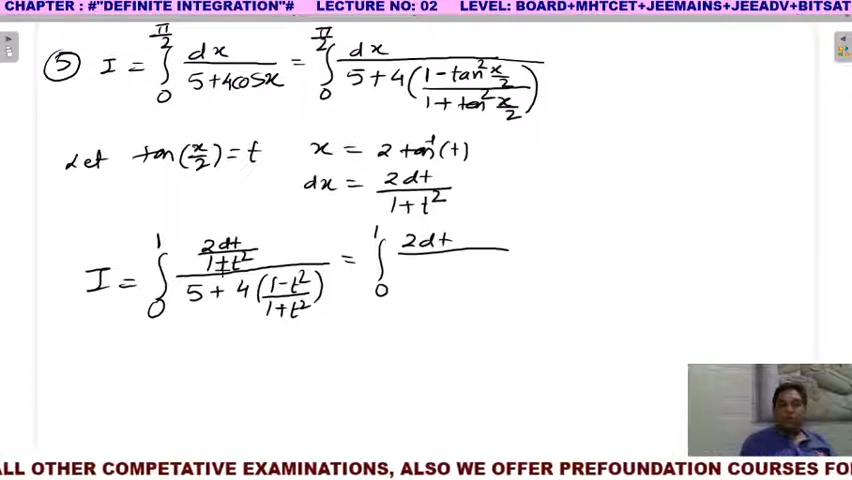 CHAPTER : #"DEFINITE INTEGRATION"# LECTURE NO: 02 LEVEL: BOARD+MHTCET+JEEMAINS+JEEADV+BITSAT
⑤ I = ∫₀^(π/2) dx/(5+4cosx) = ∫₀^(π/2) dx/(5+4((1-tan²x/2)/(1+tan²x/2)))
Let tan(x/2) = t x = 2 tan⁻¹(t)
dx = 2dt/(1+t²)
I = ∫₀¹ (2dt/(1+t²))/(5+4((1-t²)/(1+t²))) = ∫₀¹ 2dt/
ALL OTHER COMPETATIVE EXAMINATIONS, ALSO WE OFFER PREFOUNDATION COURSES FO